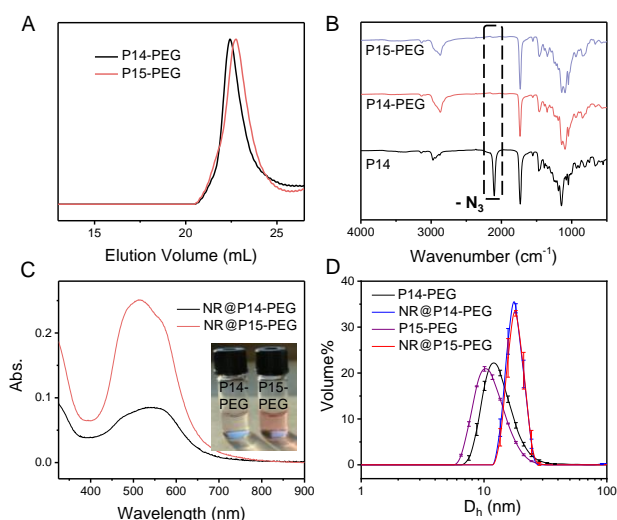 A
P14-PEG
P15-PEG
15
20
25
Elution Volume (mL)
B
P15-PEG
P14-PEG
P14
- N₃
4000
3000
2000
1000
Wavenumber (cm⁻¹)
C
NR@P14-PEG
NR@P15-PEG
Abs.
0.2
0.1
0.0
P14-
PEG
P15-
PEG
400
500
600
700
800
900
Wavelength (nm)
D
P14-PEG
NR@P14-PEG
P15-PEG
NR@P15-PEG
Volume%
40
30
20
10
0
1
10
100
Dₕ (nm)